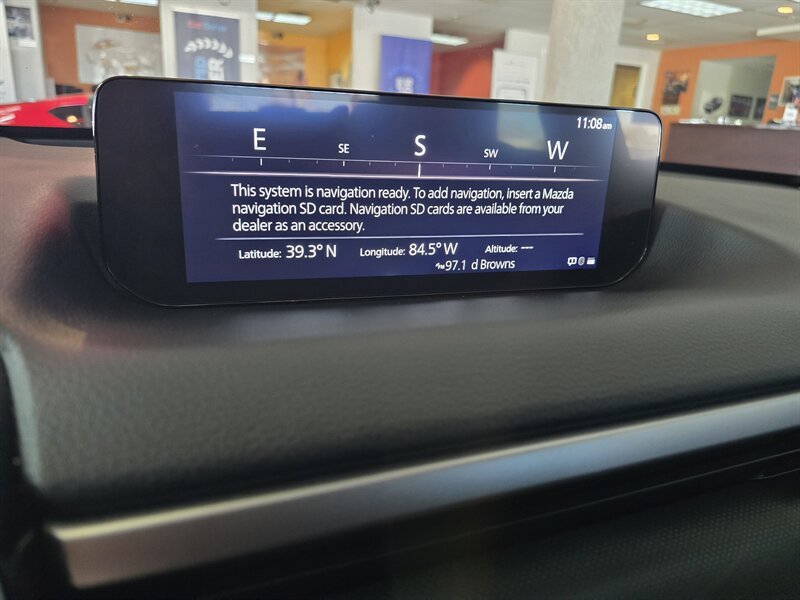 11:08am
E SE S SW W
This system is navigation ready. To add navigation, insert a Mazda
navigation SD card. Navigation SD cards are available from your
dealer as an accessory.
Latitude: 39.3° N Longitude: 84.5° W Altitude: ---
FM 97.1 d Browns